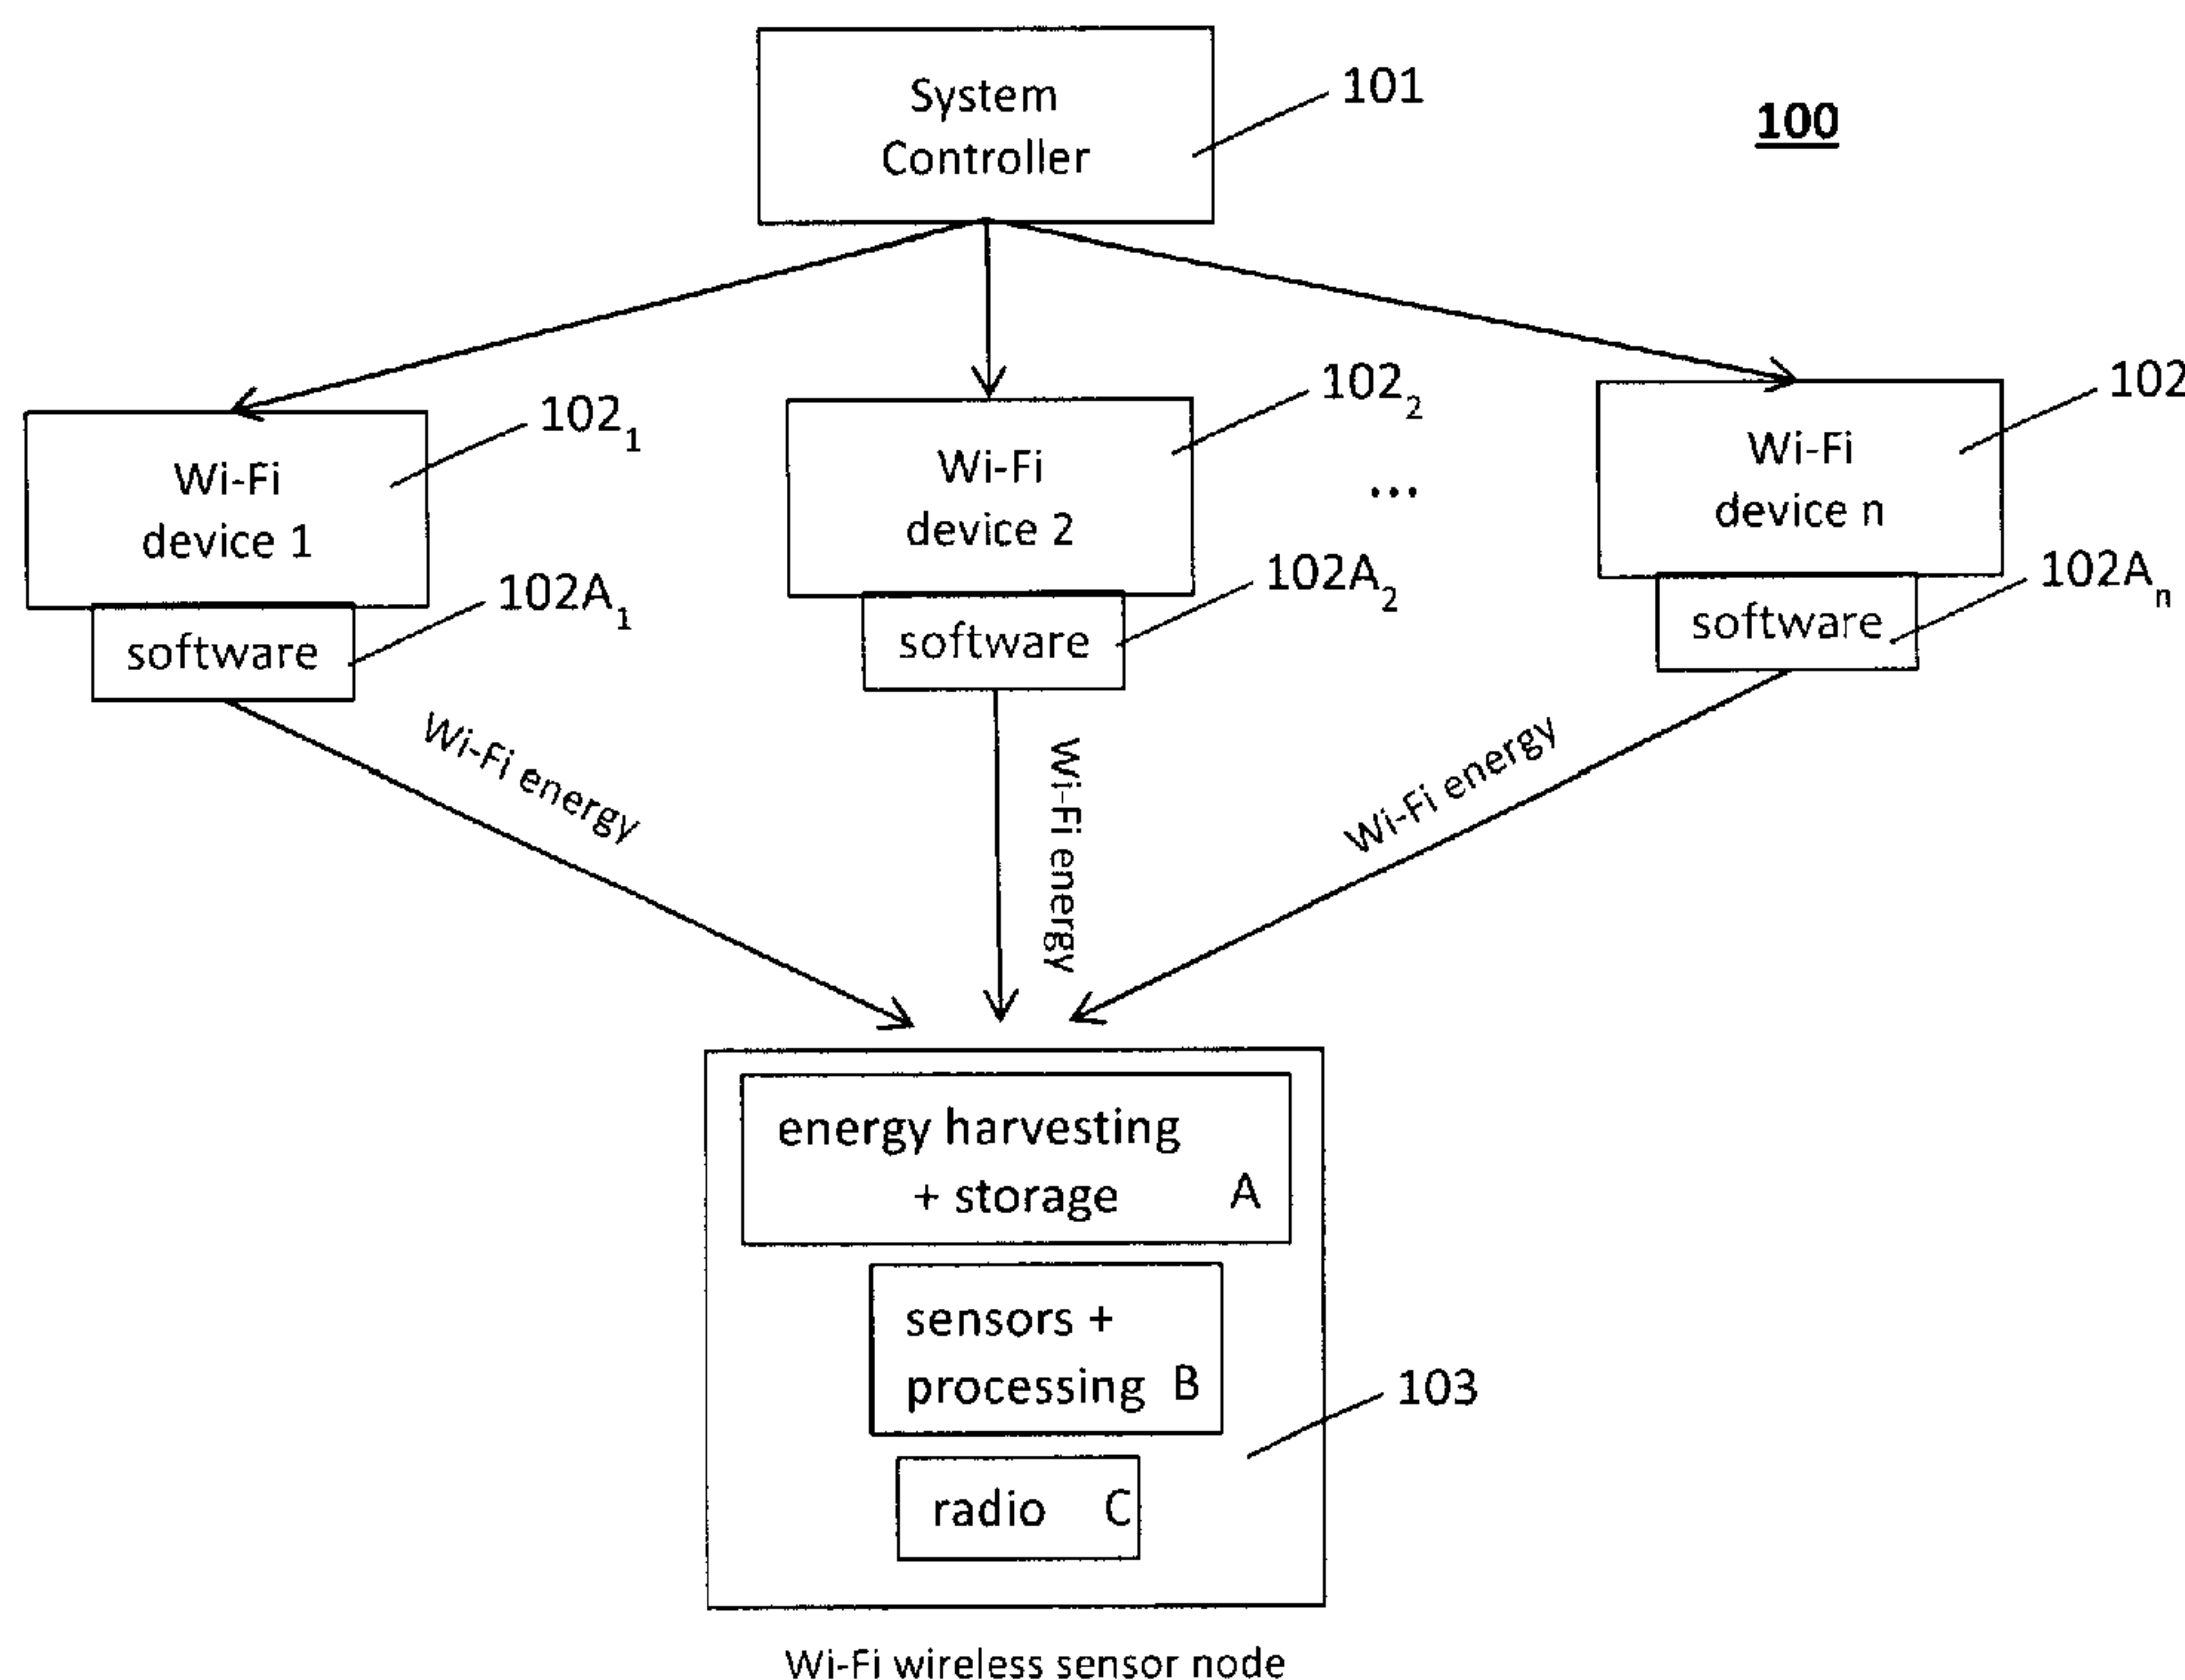 System
Controller
101
100
Wi-Fi
device 1
102₁
Wi-Fi
device 2
102₂
...
Wi-Fi
device n
102
software
102A₁
software
102A₂
software
102Aₙ
Wi-Fi energy
Wi-Fi energy
Wi-Fi energy
energy harvesting
+ storage A
sensors +
processing B
103
radio C
Wi-Fi wireless sensor node